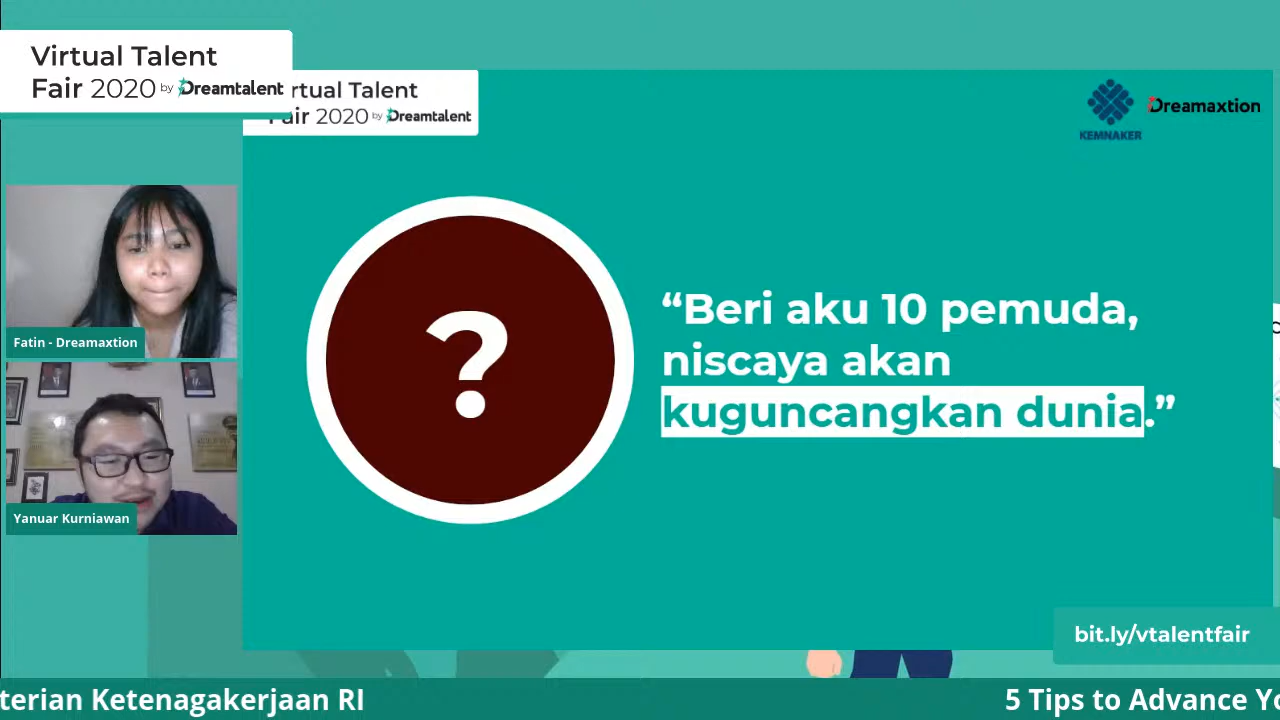 Virtual Talent
Fair 2020 by Dreamtalent
rtual Talent
Fair 2020 by Dreamtalent
KEMNAKER
Dreamaxtion
“Beri aku 10 pemuda,
niscaya akan
kuguncangkan dunia.”
Fatin - Dreamaxtion
Yanuar Kurniawan
bit.ly/vtalentfair
terian Ketenagakerjaan RI
5 Tips to Advance Yo